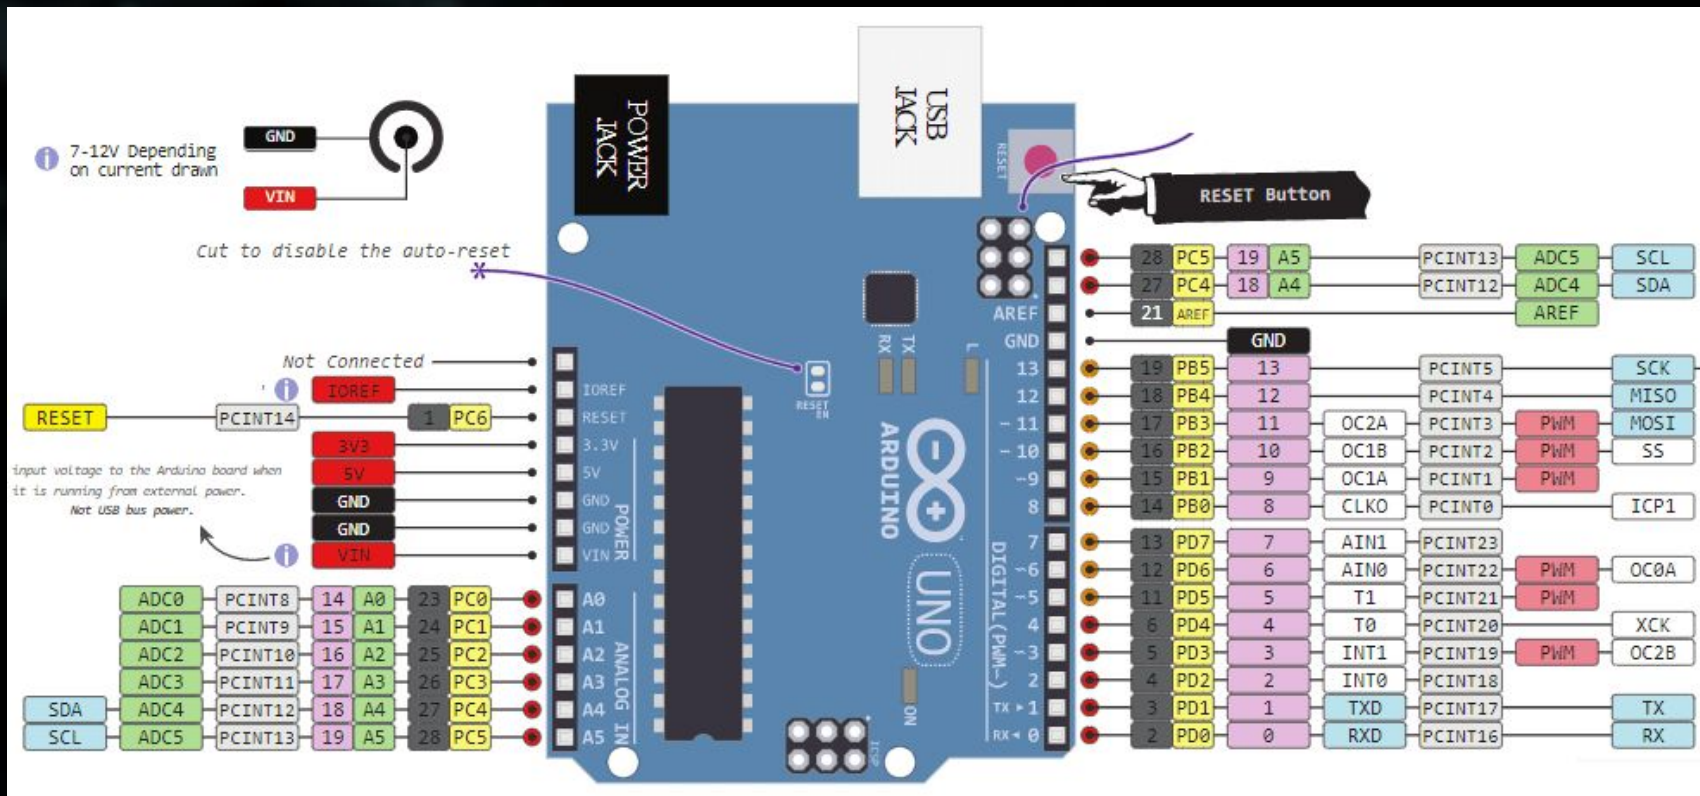 GND
7-12V Depending
on current drawn
VIN
POWER
JACK
USB
JACK
RESET
RESET Button
Cut to disable the auto-reset
28 PC5 19 A5 PCINT13 ADC5 SCL
27 PC4 18 A4 PCINT12 ADC4 SDA
AREF 21 AREF AREF
GND GND
RX TX L
13 19 PB5 13 PCINT5 SCK
12 18 PB4 12 PCINT4 MISO
~11 17 PB3 11 OC2A PCINT3 PWM MOSI
~10 16 PB2 10 OC1B PCINT2 PWM SS
~9 15 PB1 9 OC1A PCINT1 PWM
8 14 PB0 8 CLKO PCINT0 ICP1
7 13 PD7 7 AIN1 PCINT23
~6 12 PD6 6 AIN0 PCINT22 PWM OC0A
~5 11 PD5 5 T1 PCINT21 PWM
4 6 PD4 4 T0 PCINT20 XCK
~3 5 PD3 3 INT1 PCINT19 PWM OC2B
2 4 PD2 2 INT0 PCINT18
TX ► 1 3 PD1 1 TXD PCINT17 TX
RX ◄ 0 2 PD0 0 RXD PCINT16 RX
DIGITAL (PWM~)
RESET
EN
ARDUINO
UNO
ON
ICSP
Not Connected
IOREF IOREF
RESET PCINT14 1 PC6 RESET
3V3 3.3V
5V 5V
GND GND
GND GND
VIN VIN
POWER
input voltage to the Arduino board when
it is running from external power.
Not USB bus power.
ADC0 PCINT8 14 A0 23 PC0 A0
ADC1 PCINT9 15 A1 24 PC1 A1
ADC2 PCINT10 16 A2 25 PC2 A2
ADC3 PCINT11 17 A3 26 PC3 A3
SDA ADC4 PCINT12 18 A4 27 PC4 A4
SCL ADC5 PCINT13 19 A5 28 PC5 A5
ANALOG IN